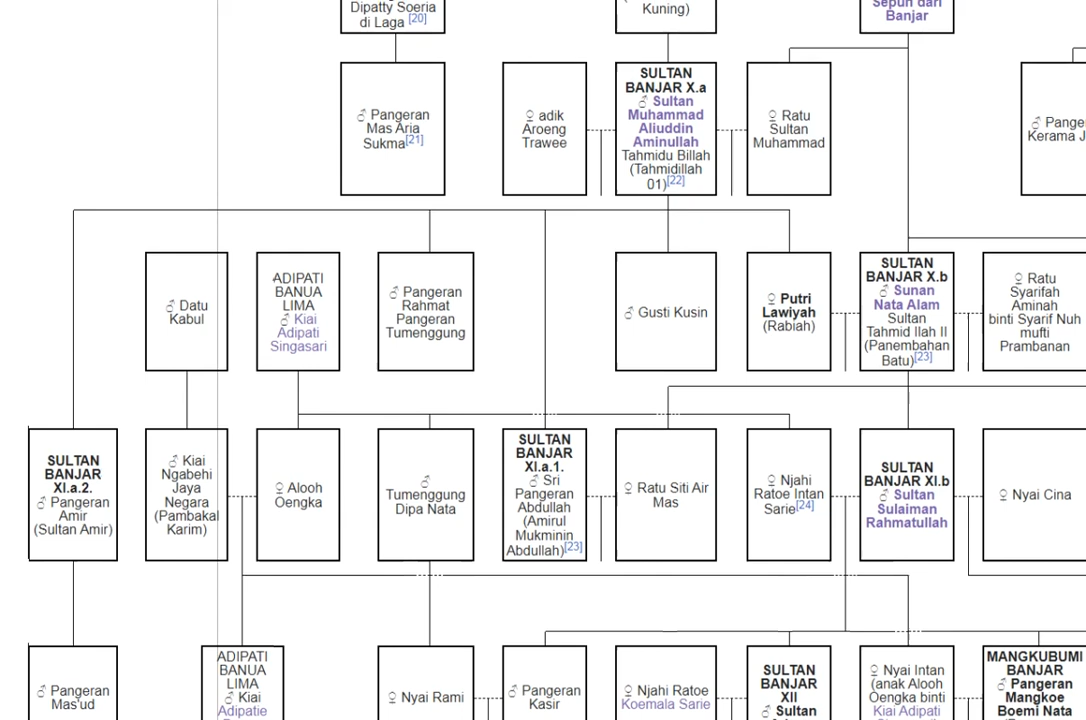 Dipatty Soeria
di Laga [20]
Kuning)
Sepuh dari
Banjar
♂ Pangeran
Mas Aria
Sukma[21]
♀ adik
Aroeng
Trawee
SULTAN
BANJAR X.a
♂ Sultan
Muhammad
Aliuddin
Aminullah
Tahmidu Billah
(Tahmidillah
01)[22]
♀ Ratu
Sultan
Muhammad
♂ Pange
Kerama J
♂ Datu
Kabul
ADIPATI
BANUA
LIMA
♂ Kiai
Adipati
Singasari
♂ Pangeran
Rahmat
Pangeran
Tumenggung
♂ Gusti Kusin
♀ Putri
Lawiyah
(Rabiah)
SULTAN
BANJAR X.b
♂ Sunan
Nata Alam
Sultan
Tahmid Ilah II
(Panembahan
Batu)[23]
♀ Ratu
Syarifah
Aminah
binti Syarif Nuh
mufti
Prambanan
SULTAN
BANJAR
XI.a.2.
♂ Pangeran
Amir
(Sultan Amir)
♂ Kiai
Ngabehi
Jaya
Negara
(Pambakal
Karim)
♀ Alooh
Oengka
♂
Tumenggung
Dipa Nata
SULTAN
BANJAR
XI.a.1.
♂ Sri
Pangeran
Abdullah
(Amirul
Mukminin
Abdullah)[23]
♀ Ratu Siti Air
Mas
♀ Njahi
Ratoe Intan
Sarie[24]
SULTAN
BANJAR XI.b
♂ Sultan
Sulaiman
Rahmatullah
♀ Nyai Cina
♂ Pangeran
Mas'ud
ADIPATI
BANUA
LIMA
♂ Kiai
Adipatie
♀ Nyai Rami
♂ Pangeran
Kasir
♀ Njahi Ratoe
Koemala Sarie
SULTAN
BANJAR
XII
♂ Sultan
♀ Nyai Intan
(anak Alooh
Oengka binti
Kiai Adipati
MANGKUBUMI
BANJAR
♂ Pangeran
Mangkoe
Boemi Nata